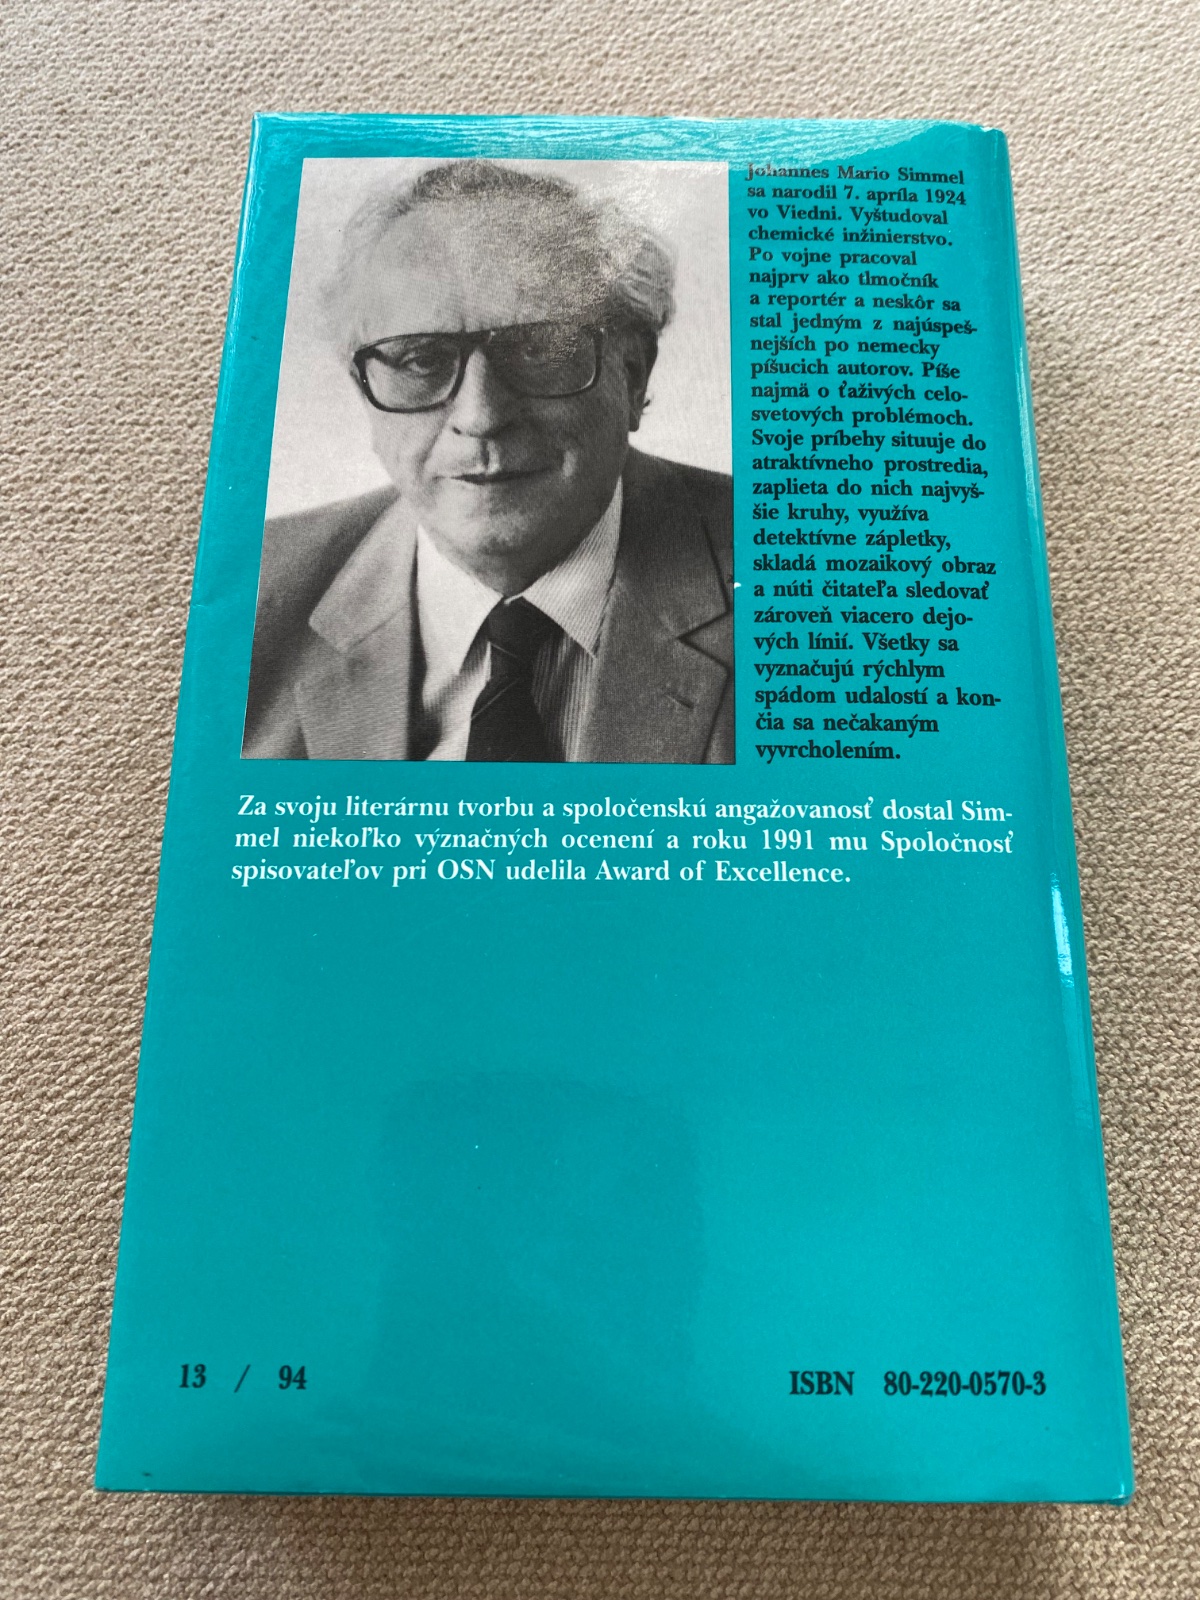 Johannes Mario Simmel
sa narodil 7. apríla 1924
vo Viedni. Vyštudoval
chemické inžinierstvo.
Po vojne pracoval
najprv ako tlmočník
a reportér a neskôr sa
stal jedným z najúspeš-
nejších po nemecky
píšucich autorov. Píše
najmä o ťaživých celo-
svetových problémoch.
Svoje príbehy situuje do
atraktívneho prostredia,
zaplieta do nich najvyš-
šie kruhy, využíva
detektívne zápletky,
skladá mozaikový obraz
a núti čitateľa sledovať
zároveň viacero dejo-
vých línií. Všetky sa
vyznačujú rýchlym
spádom udalostí a kon-
čia sa nečakaným
vyvrcholením.
Za svoju literárnu tvorbu a spoločenskú angažovanosť dostal Sim-
mel niekoľko význačných ocenení a roku 1991 mu Spoločnosť
spisovateľov pri OSN udelila Award of Excellence.
13 / 94
ISBN 80-220-0570-3